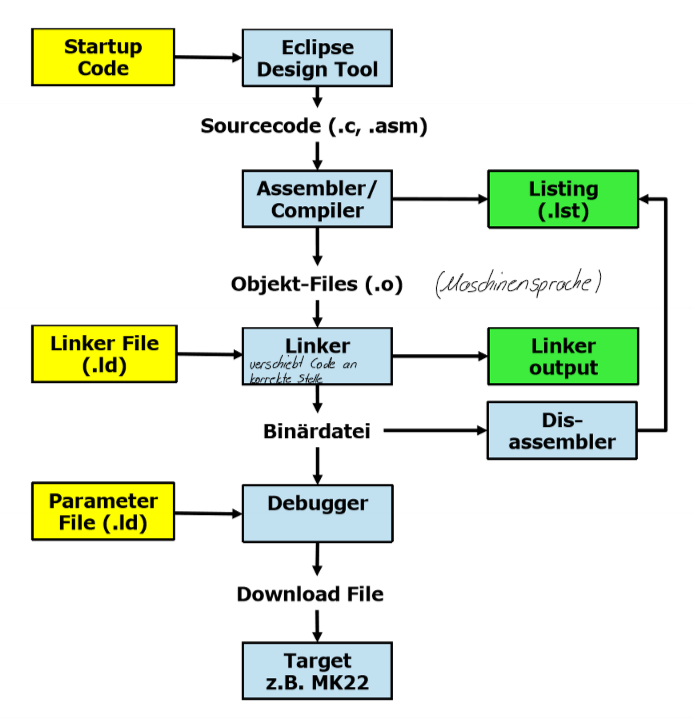 Startup
Code
Eclipse
Design Tool
Sourcecode (.c, .asm)
Assembler/
Compiler
Listing
(.lst)
Objekt-Files (.o)
(Maschinensprache)
Linker File
(.ld)
Linker
verschiebt Code an
korrekte Stelle
Linker
output
Binärdatei
Dis-
assembler
Parameter
File (.ld)
Debugger
Download File
Target
z.B. MK22